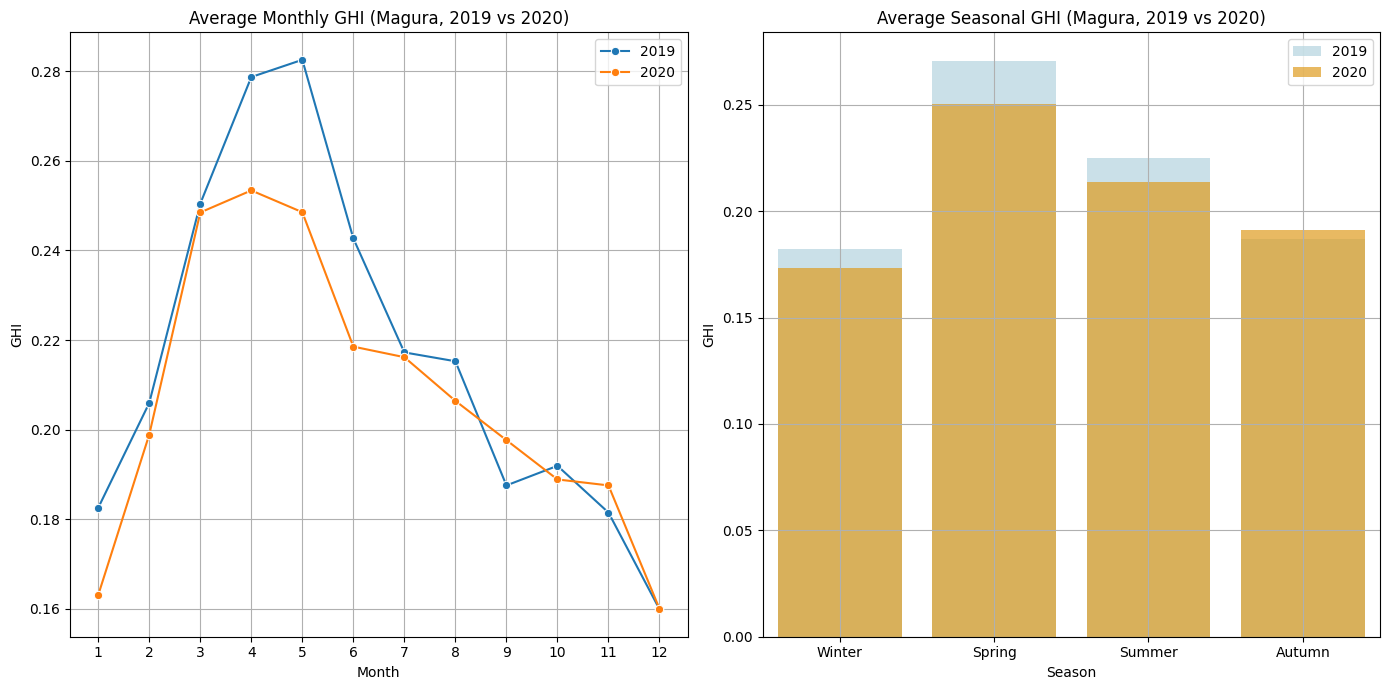 Average Monthly GHI (Magura, 2019 vs 2020)
2019
2020
0.28
0.26
0.24
0.22
0.20
0.18
0.16
GHI
1 2 3 4 5 6 7 8 9 10 11 12
Month
Average Seasonal GHI (Magura, 2019 vs 2020)
2019
2020
0.25
0.20
0.15
0.10
0.05
0.00
GHI
Winter Spring Summer Autumn
Season